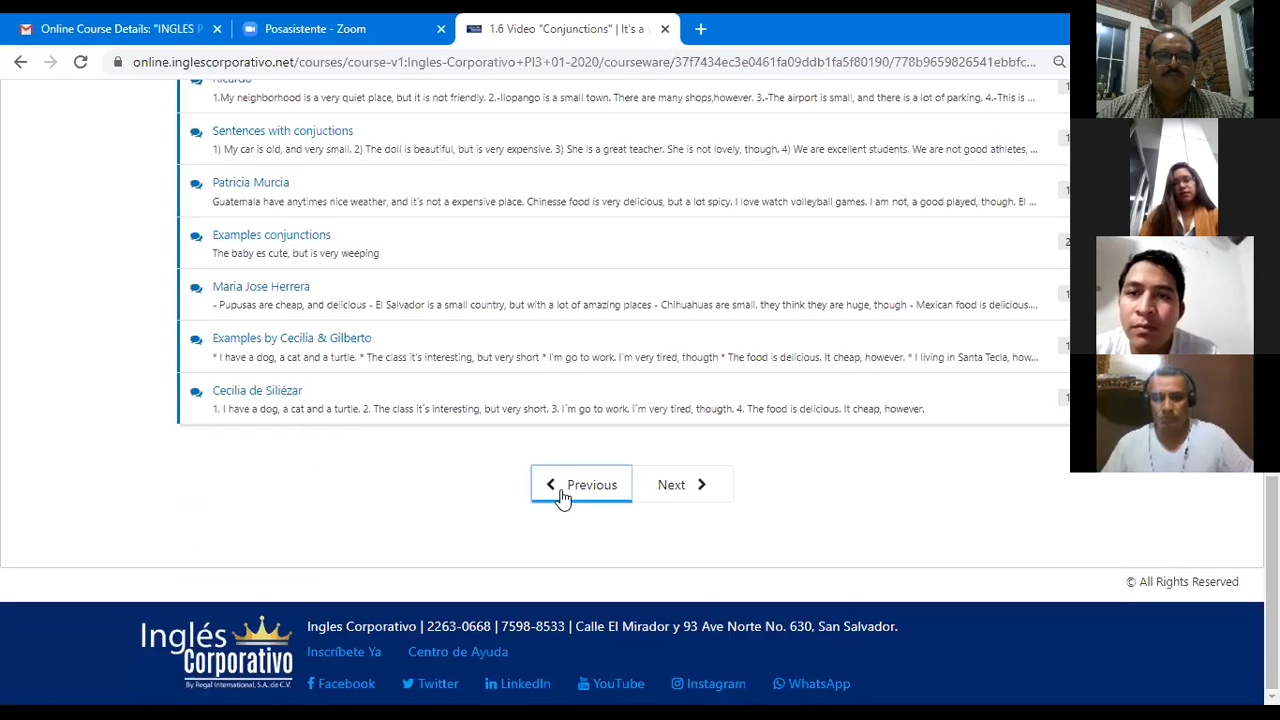 Online Course Details: "INGLES P
Posasistente - Zoom
1.6 Video "Conjunctions" | It's a v
online.inglescorporativo.net/courses/course-v1:Ingles-Corporativo+PI3+01-2020/courseware/37f7434ec3e0461fa09ddb1fa5f80190/778b9659826541ebbfc...
Ricardo
1.My neighborhood is a very quiet place, but it is not friendly. 2.-Ilopango is a small town. There are many shops,however. 3.-The airport is small, and there is a lot of parking. 4.-This is ...
Sentences with conjuctions
1) My car is old, and very small. 2) The doll is beautiful, but is very expensive. 3) She is a great teacher. She is not lovely, though. 4) We are excellent students. We are not good athletes, ...
Patricia Murcia
Guatemala have anytimes nice weather, and it's not a expensive place. Chinesse food is very delicious, but a lot spicy. I love watch volleyball games. I am not, a good played, though. El ...
Examples conjunctions
The baby es cute, but is very weeping
2
Maria Jose Herrera
- Pupusas are cheap, and delicious - El Salvador is a small country, but with a lot of amazing places - Chihuahuas are small. they think they are huge, though - Mexican food is delicious....
Examples by Cecilia & Gilberto
* I have a dog, a cat and a turtle. * The class it's interesting, but very short * I'm go to work. I'm very tired, thougth * The food is delicious. It cheap, however. * I living in Santa Tecla, how...
Cecilia de Siliézar
1. I have a dog, a cat and a turtle. 2. The class it´s interesting, but very short. 3. I´m go to work. i´m very tired, thougth. 4. The food is delicious. It cheap, however.
Previous
Next
© All Rights Reserved
Inglés
Corporativo
By Regal International, S.A. de C.V.
Ingles Corporativo | 2263-0668 | 7598-8533 | Calle El Mirador y 93 Ave Norte No. 630, San Salvador.
Inscríbete Ya
Centro de Ayuda
Facebook
Twitter
LinkedIn
YouTube
Instagram
WhatsApp